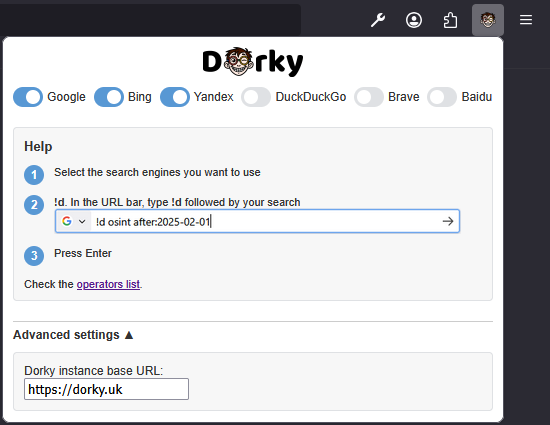 Dorky
Google Bing Yandex DuckDuckGo Brave Baidu
Help
1 Select the search engines you want to use
2 !d. In the URL bar, type !d followed by your search
G !d osint after:2025-02-01
3 Press Enter
Check the operators list.
Advanced settings ▲
Dorky instance base URL:
https://dorky.uk